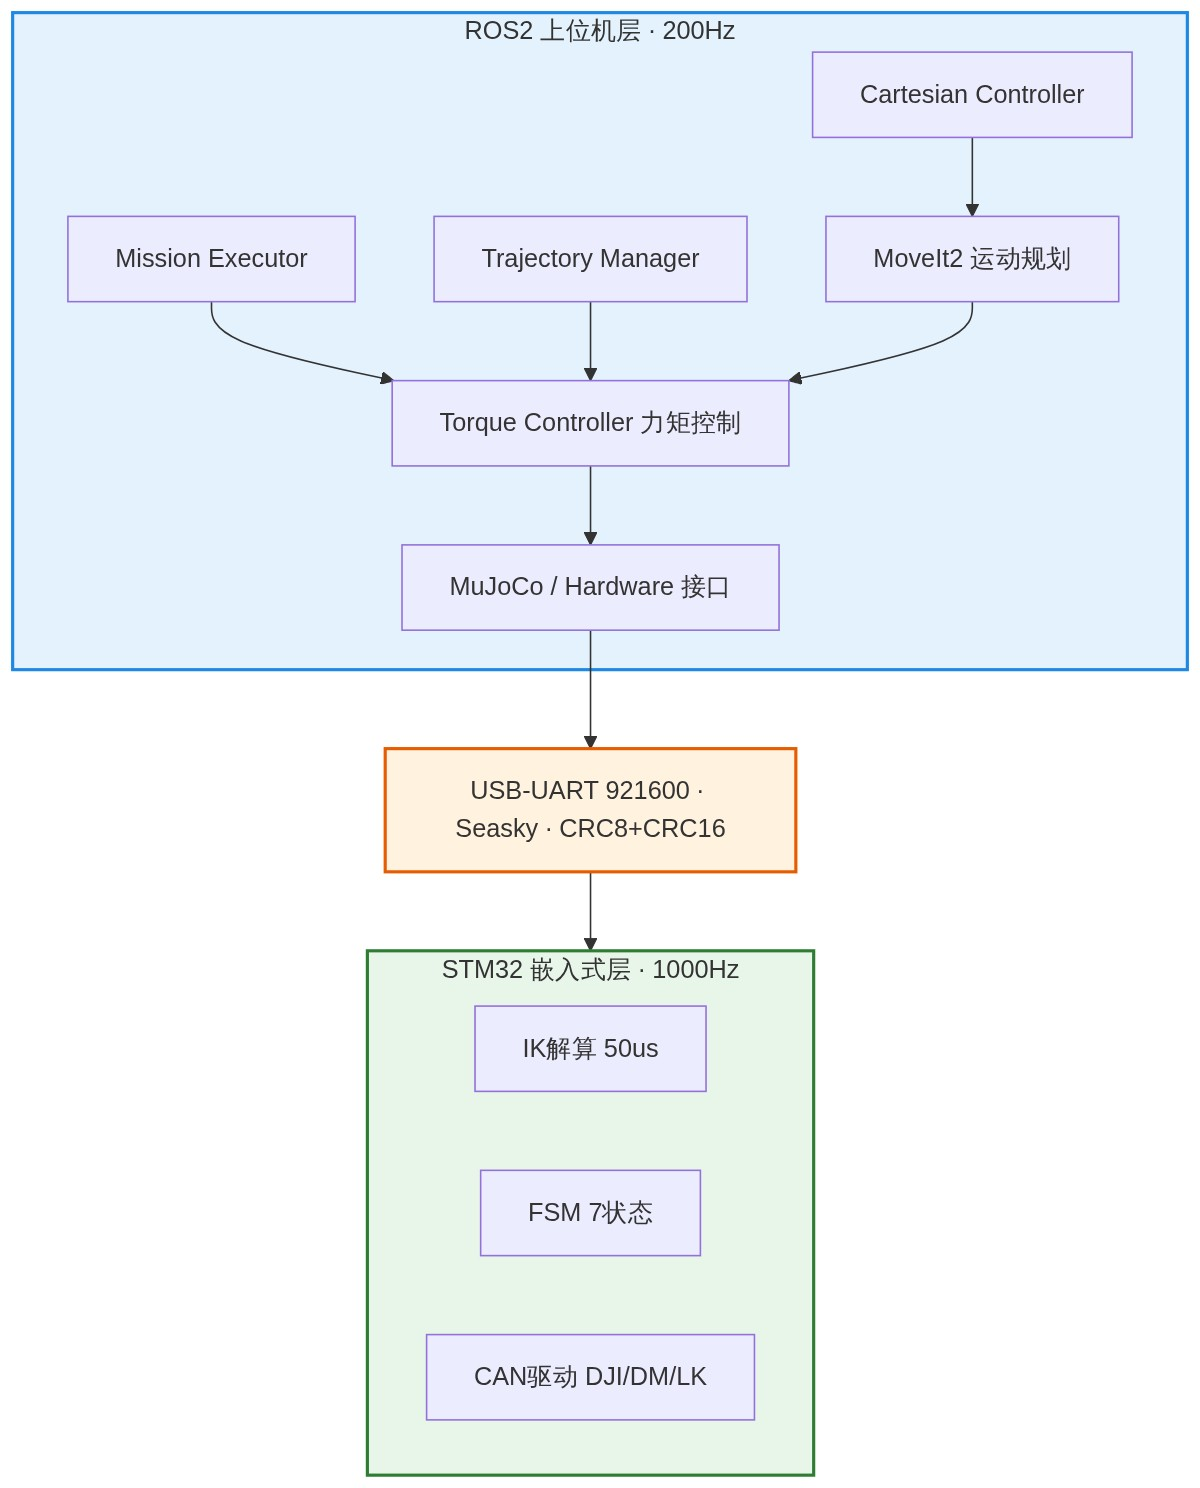 ROS2 上位机层 · 200Hz
Cartesian Controller
Mission Executor
Trajectory Manager
MoveIt2 运动规划
Torque Controller 力矩控制
MuJoCo / Hardware 接口
USB-UART 921600 ·
Seasky · CRC8+CRC16
STM32 嵌入式层 · 1000Hz
IK解算 50us
FSM 7状态
CAN驱动 DJI/DM/LK